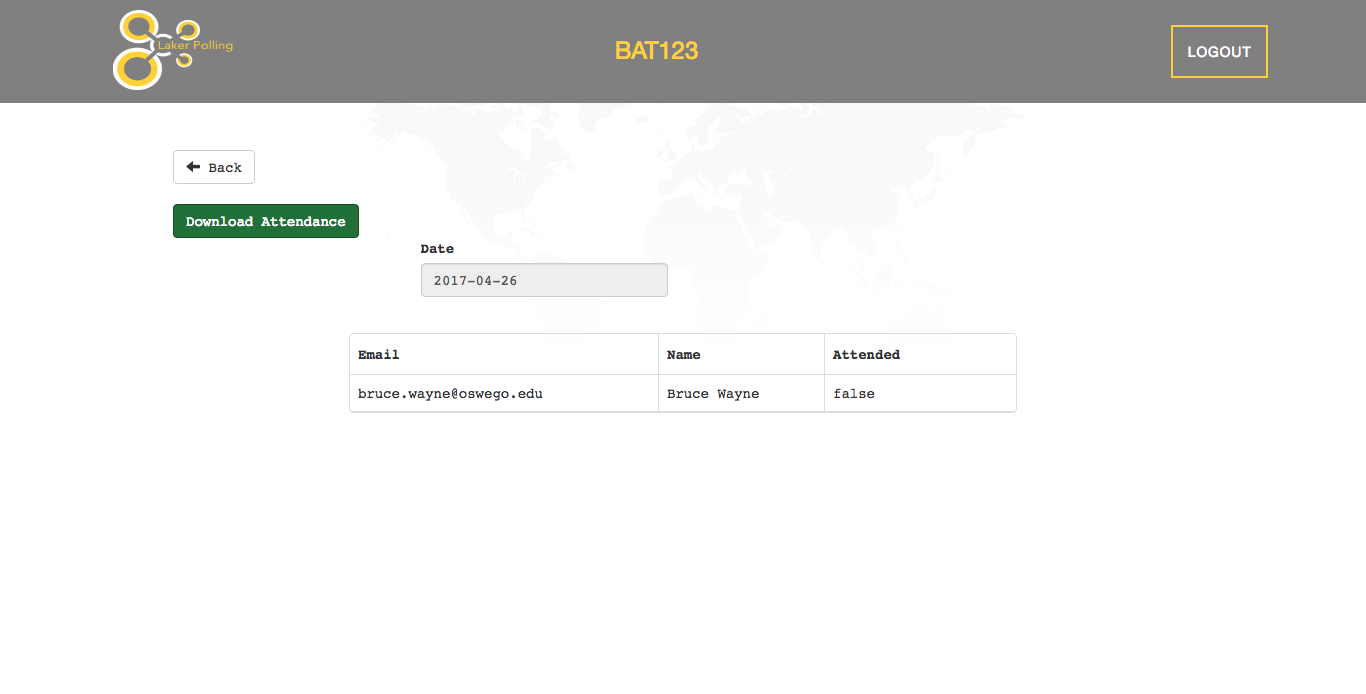 Laker Polling
BAT123
LOGOUT
Back
Download Attendance
Date
2017-04-26
Email Name Attended
bruce.wayne@oswego.edu Bruce Wayne false